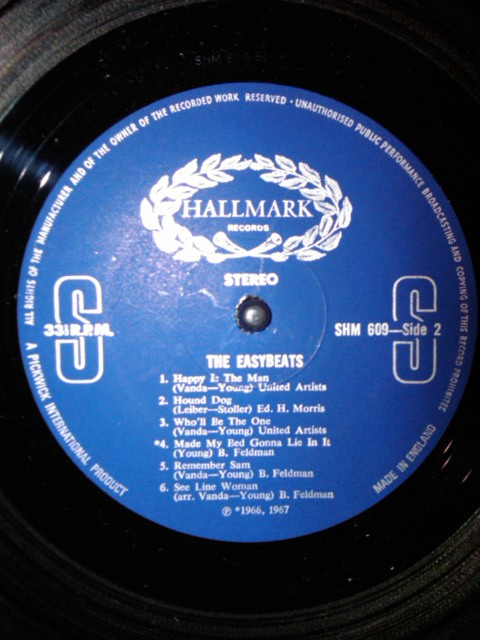 ALL RIGHTS OF THE MANUFACTURER AND OF THE OWNER OF THE RECORDED WORK RESERVED · UNAUTHORISED PUBLIC PERFORMANCE BROADCASTING AND COPYING OF THIS RECORD PROHIBITED
HALLMARK
RECORDS
STEREO
S
S
33⅓ R.P.M.
SHM 609—Side 2
THE EASYBEATS
1. Happy Is The Man
(Vanda—Young) United Artists
2. Hound Dog
(Leiber—Stoller) Ed. H. Morris
3. Who'll Be The One
(Vanda—Young) United Artists
*4. Made My Bed Gonna Lie In It
(Young) B. Feldman
5. Remember Sam
(Vanda—Young) B. Feldman
6. See Line Woman
(arr. Vanda—Young) B. Feldman
℗ *1966, 1967
A PICKWICK INTERNATIONAL PRODUCT
MADE IN ENGLAND